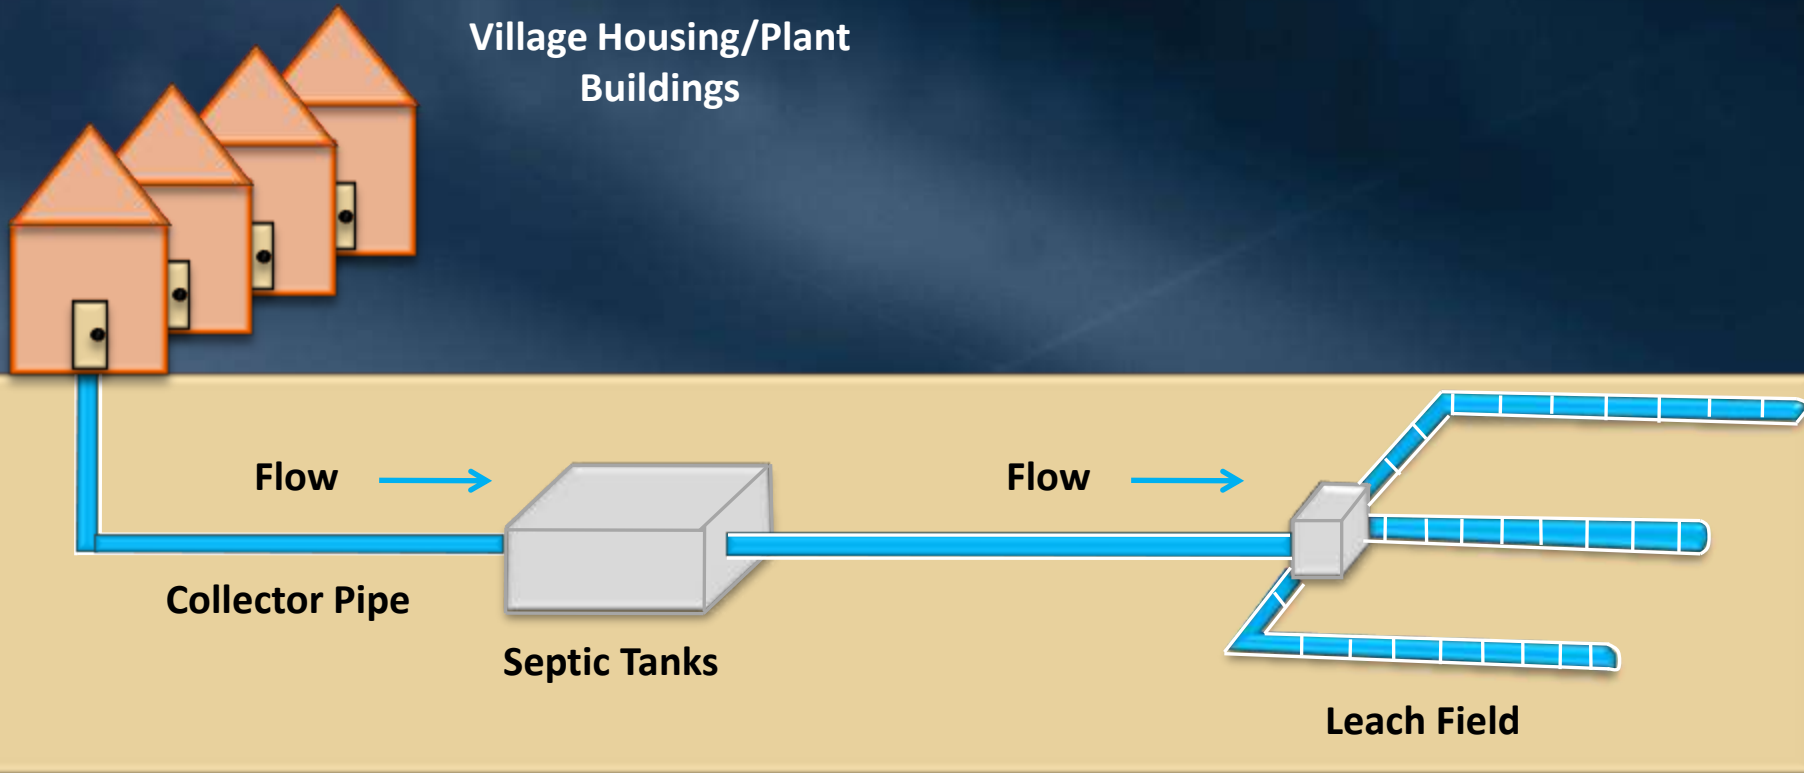 Village Housing/Plant
Buildings
Flow
Flow
Collector Pipe
Septic Tanks
Leach Field